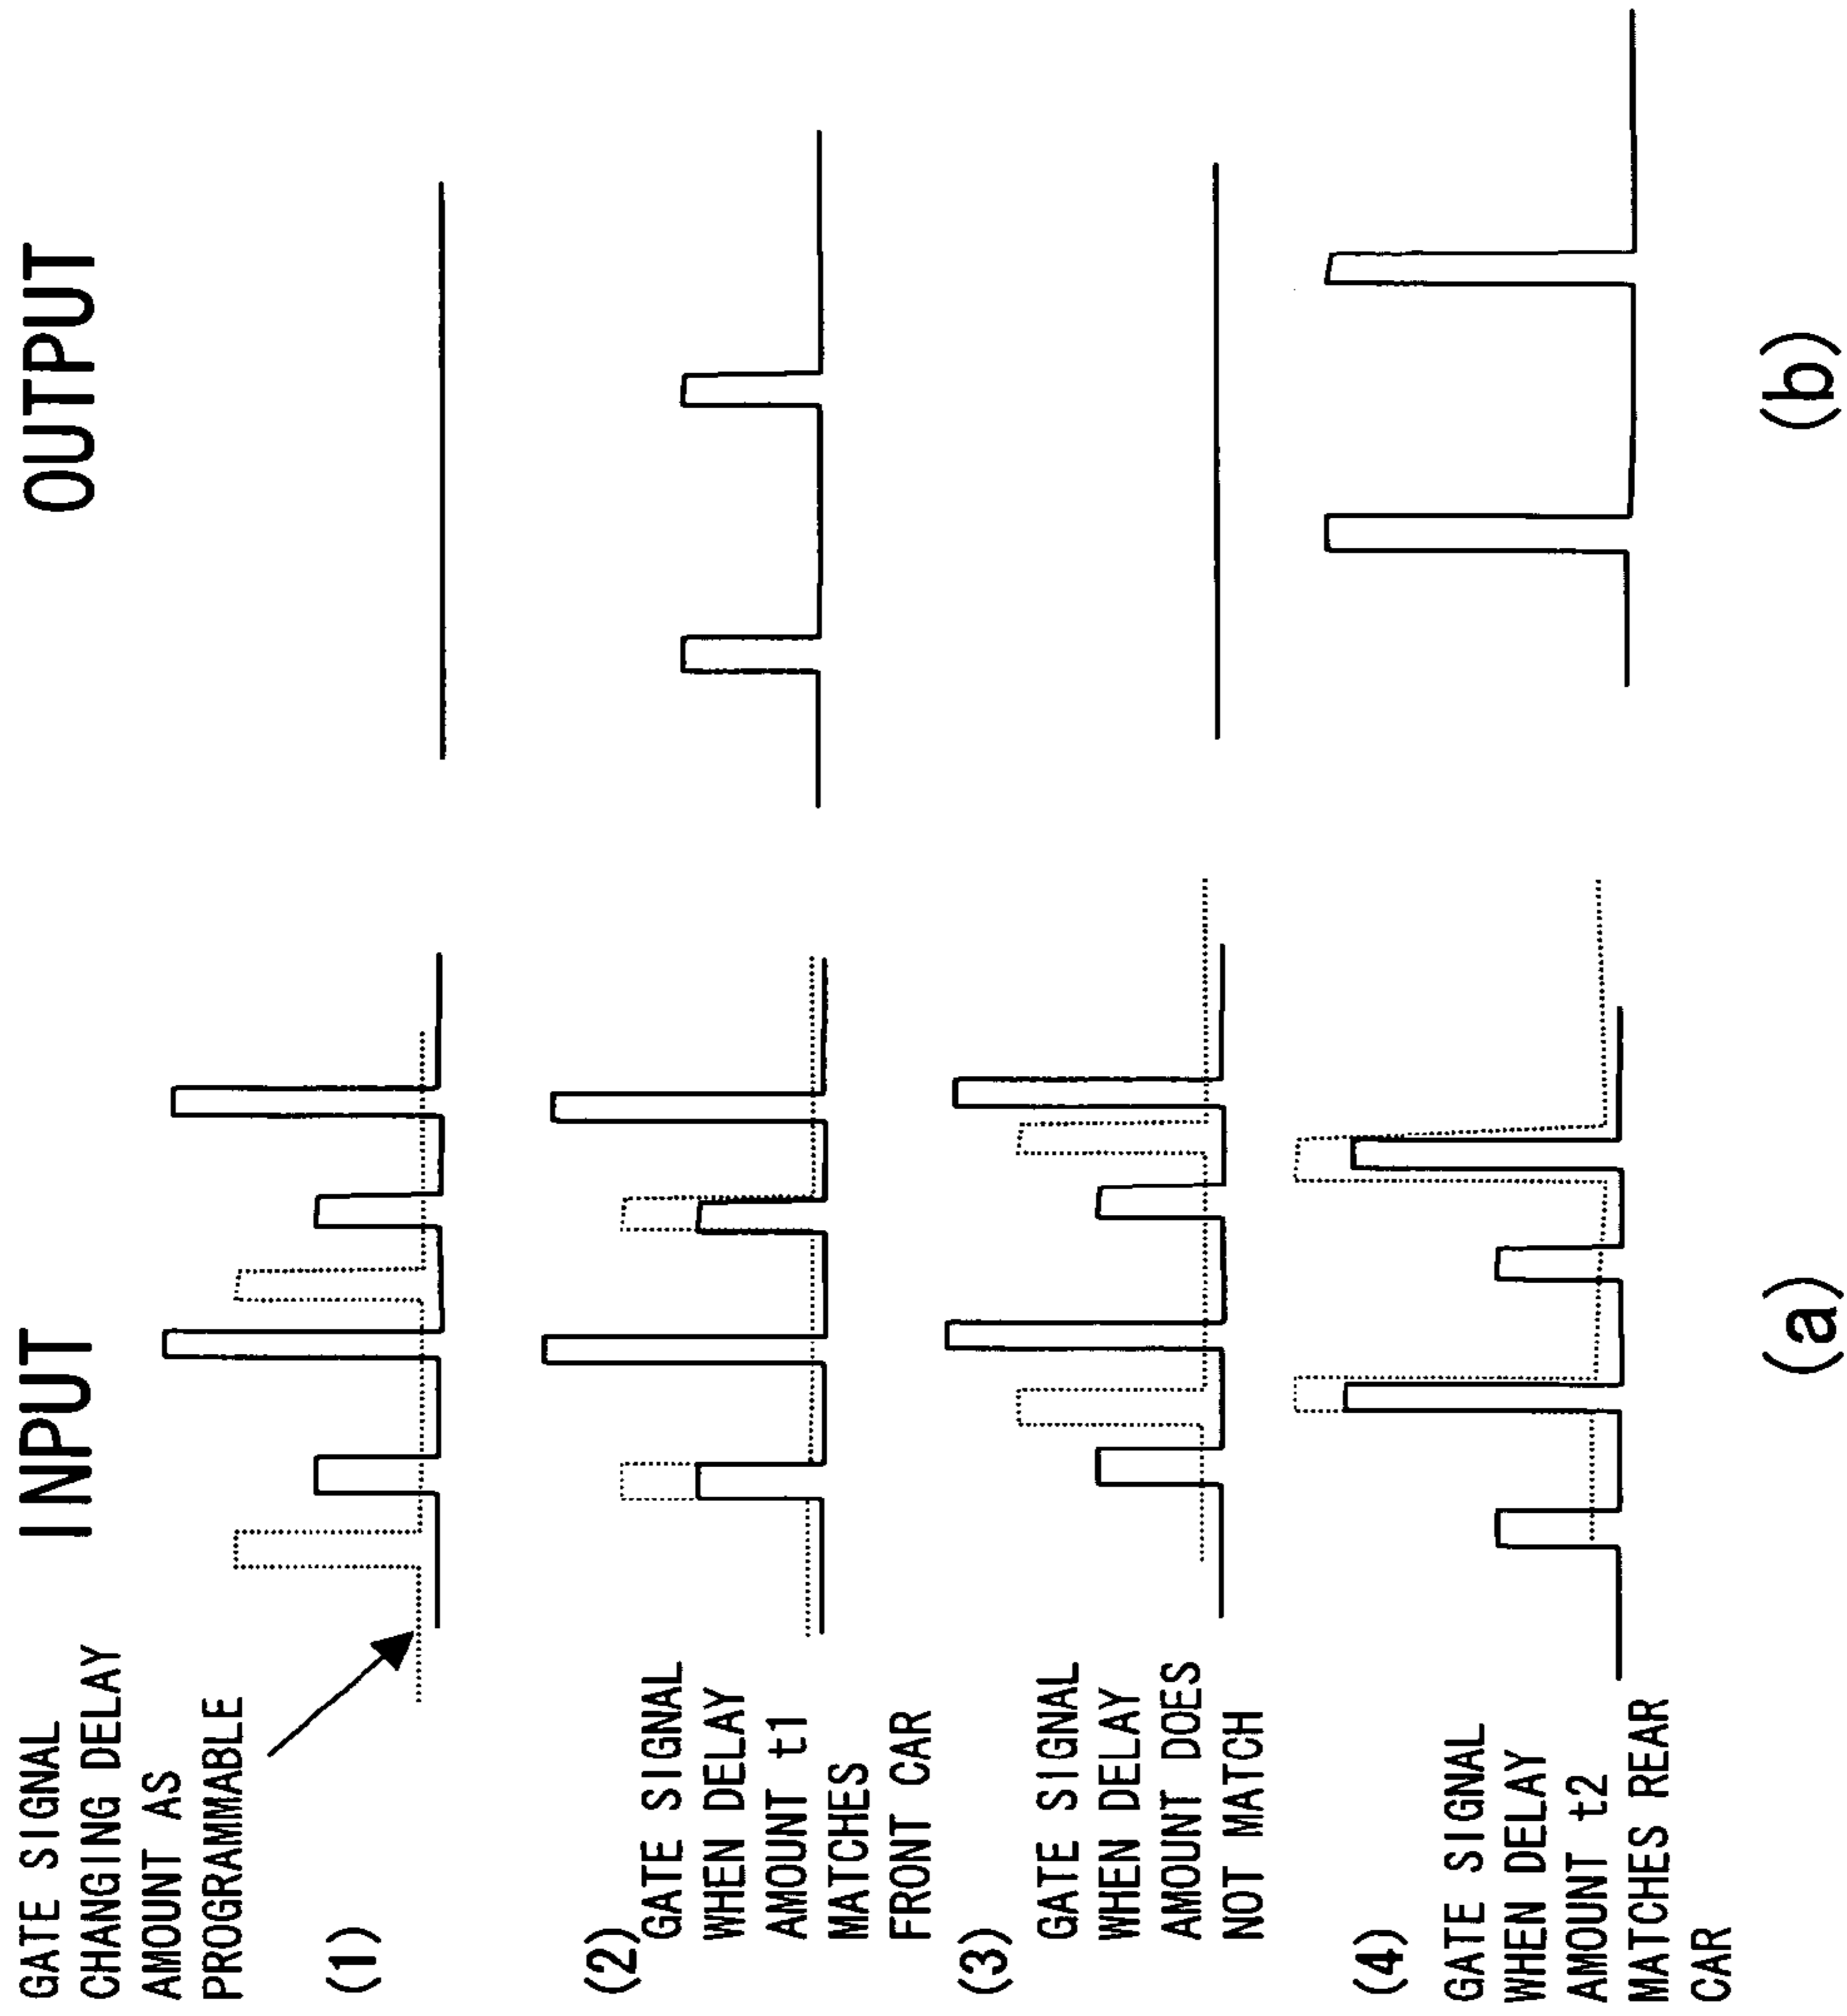 INPUT
OUTPUT
GATE SIGNAL
CHANGING DELAY
AMOUNT AS
PROGRAMMABLE
(1)
(2)
GATE SIGNAL
WHEN DELAY
AMOUNT t1
MATCHES
FRONT CAR
(3)
GATE SIGNAL
WHEN DELAY
AMOUNT DOES
NOT MATCH
(4)
GATE SIGNAL
WHEN DELAY
AMOUNT t2
MATCHES REAR
CAR
(a)
(b)